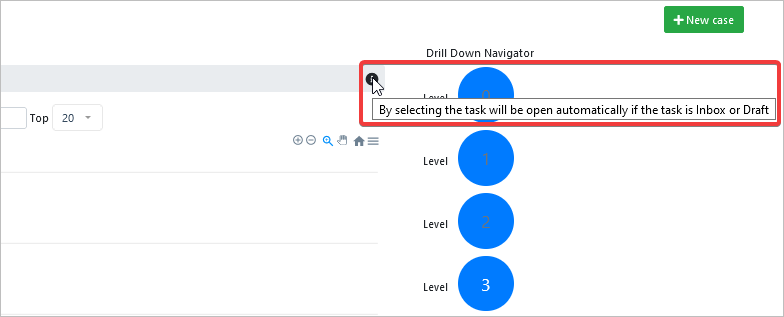 New case
Drill Down Navigator
Level
By selecting the task will be open automatically if the task is Inbox or Draft
Top 20
Level 1
Level 2
Level 3